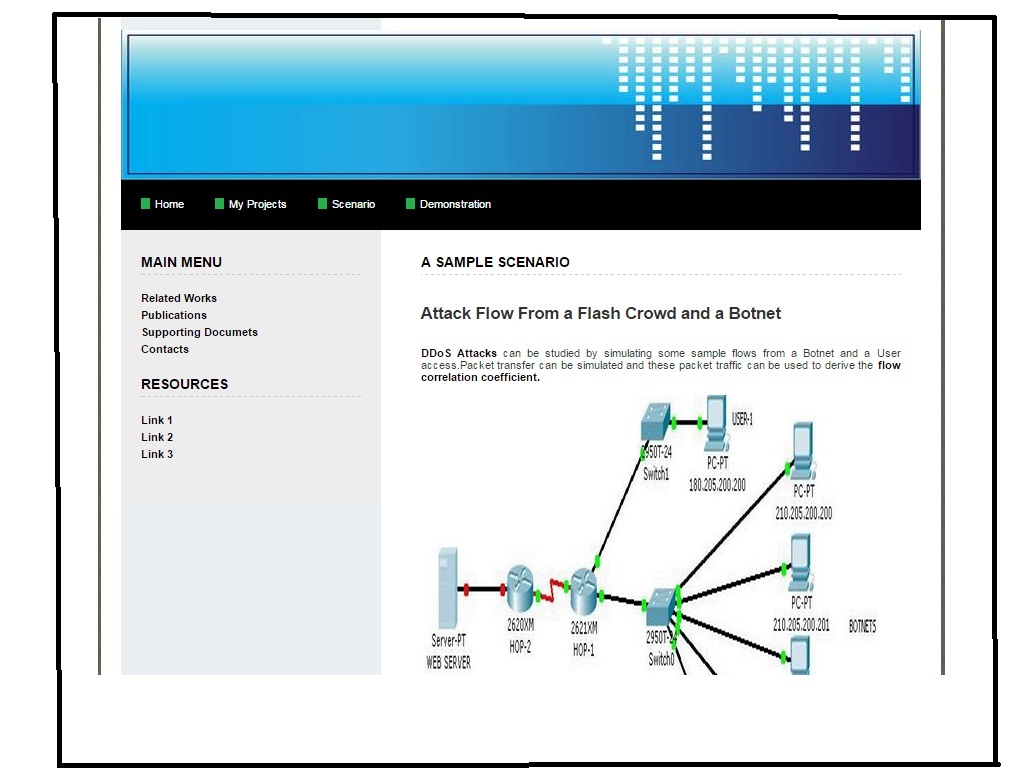 Home
My Projects
Scenario
Demonstration
MAIN MENU
Related Works
Publications
Supporting Documets
Contacts
RESOURCES
Link 1
Link 2
Link 3
A SAMPLE SCENARIO
Attack Flow From a Flash Crowd and a Botnet
DDoS Attacks can be studied by simulating some sample flows from a Botnet and a User
access.Packet transfer can be simulated and these packet traffic can be used to derive the flow
correlation coefficient.
USER-1
2950T-24
Switch1
PC-PT
180.205.200.200
PC-PT
210.205.200.200
PC-PT
210.205.200.201
BOTNETS
2620XM
HOP-2
2621XM
HOP-1
2950T-24
Switch0
Server-PT
WEB SERVER